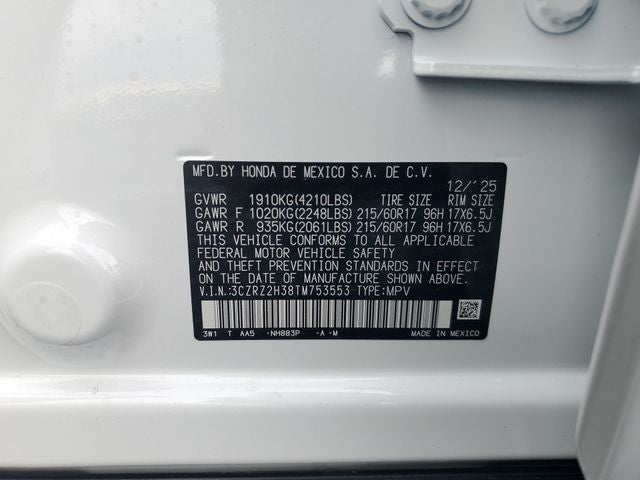 MFD.BY HONDA DE MEXICO S.A. DE C.V.
12/'25
GVWR 1910KG(4210LBS) TIRE SIZE RIM SIZE
GAWR F 1020KG(2248LBS) 215/60R17 96H 17X6.5J
GAWR R 935KG(2061LBS) 215/60R17 96H 17X6.5J
THIS VEHICLE CONFORMS TO ALL APPLICABLE
FEDERAL MOTOR VEHICLE SAFETY
AND THEFT PREVENTION STANDARDS IN EFFECT
ON THE DATE OF MANUFACTURE SHOWN ABOVE.
V.I.N.:3CZRZ2H38TM753553 TYPE:MPV
3W1 T AA5 -NH883P -A -M MADE IN MEXICO